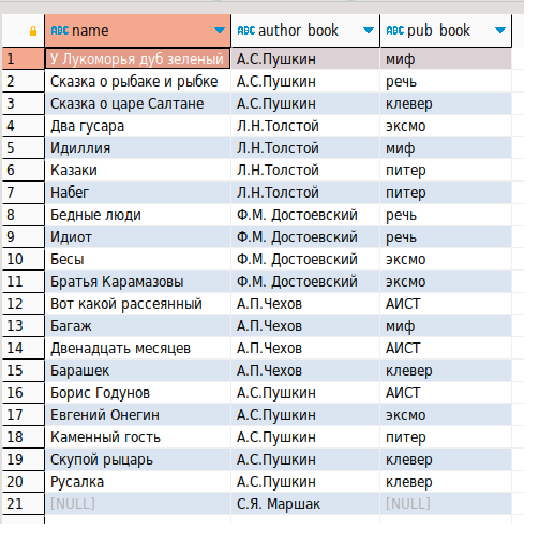 ABC name ABC author_book ABC pub_book
1 У Лукоморья дуб зеленый А.С.Пушкин миф
2 Сказка о рыбаке и рыбке А.С.Пушкин речь
3 Сказка о царе Салтане А.С.Пушкин клевер
4 Два гусара Л.Н.Толстой эксмо
5 Идиллия Л.Н.Толстой миф
6 Казаки Л.Н.Толстой питер
7 Набег Л.Н.Толстой питер
8 Бедные люди Ф.М. Достоевский речь
9 Идиот Ф.М. Достоевский речь
10 Бесы Ф.М. Достоевский эксмо
11 Братья Карамазовы Ф.М. Достоевский эксмо
12 Вот какой рассеянный А.П.Чехов АИСТ
13 Багаж А.П.Чехов миф
14 Двенадцать месяцев А.П.Чехов АИСТ
15 Барашек А.П.Чехов клевер
16 Борис Годунов А.С.Пушкин АИСТ
17 Евгений Онегин А.С.Пушкин эксмо
18 Каменный гость А.С.Пушкин питер
19 Скупой рыцарь А.С.Пушкин клевер
20 Русалка А.С.Пушкин клевер
21 [NULL] С.Я. Маршак [NULL]